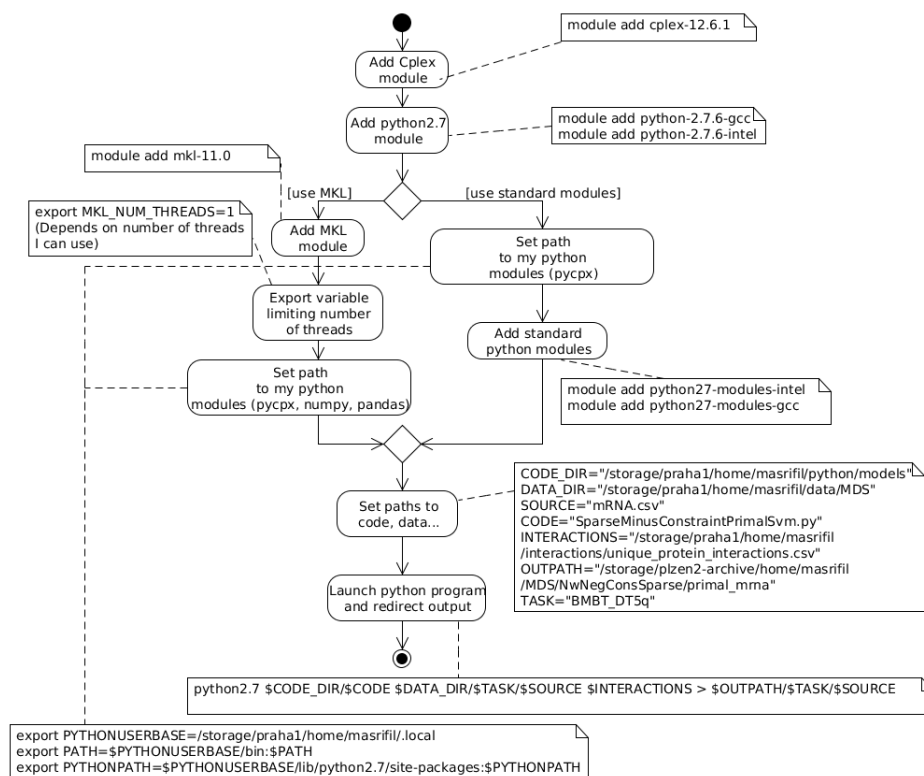 module add cplex-12.6.1
Add Cplex
module
Add python2.7
module
module add python-2.7.6-gcc
module add python-2.7.6-intel
module add mkl-11.0
[use MKL]
[use standard modules]
export MKL_NUM_THREADS=1
(Depends on number of threads
I can use)
Add MKL
module
Set path
to my python
modules (pycpx)
Export variable
limiting number
of threads
Add standard
python modules
Set path
to my python
modules (pycpx, numpy, pandas)
module add python27-modules-intel
module add python27-modules-gcc
Set paths to
code, data...
CODE_DIR="/storage/praha1/home/masrifil/python/models"
DATA_DIR="/storage/praha1/home/masrifil/data/MDS"
SOURCE="mRNA.csv"
CODE="SparseMinusConstraintPrimalSvm.py"
INTERACTIONS="/storage/praha1/home/masrifil
/interactions/unique_protein_interactions.csv"
OUTPATH="/storage/plzen2-archive/home/masrifil
/MDS/NwNegConsSparse/primal_mrna"
TASK="BMBT_DT5q"
Launch python program
and redirect output
python2.7 $CODE_DIR/$CODE $DATA_DIR/$TASK/$SOURCE $INTERACTIONS > $OUTPATH/$TASK/$SOURCE
export PYTHONUSERBASE=/storage/praha1/home/masrifil/.local
export PATH=$PYTHONUSERBASE/bin:$PATH
export PYTHONPATH=$PYTHONUSERBASE/lib/python2.7/site-packages:$PYTHONPATH